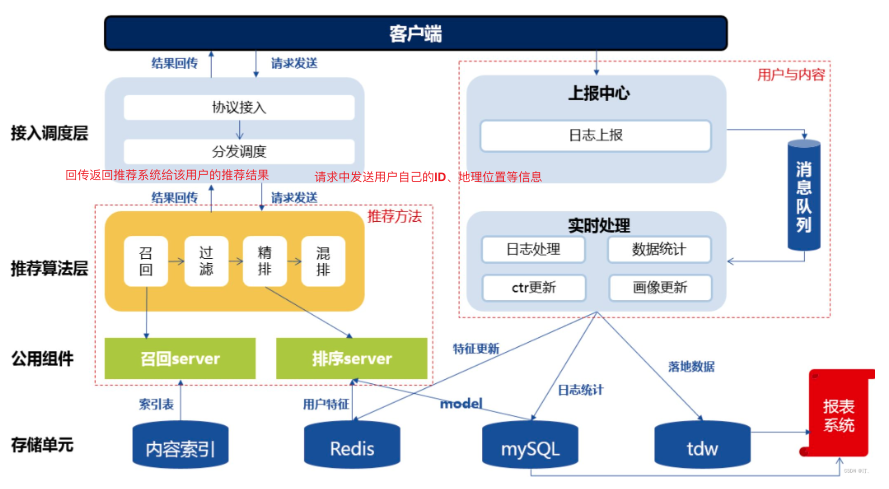 客户端
结果回传
请求发送
用户与内容
接入调度层
协议接入
分发调度
上报中心
日志上报
消息队列
回传返回推荐系统给该用户的推荐结果
请求中发送用户自己的ID、地理位置等信息
结果回传
请求发送
推荐方法
推荐算法层
召回
过滤
精排
混排
实时处理
日志处理
数据统计
ctr更新
画像更新
公用组件
召回server
排序server
特征更新
日志统计
落地数据
索引表
用户特征
model
存储单元
内容索引
Redis
mySQL
tdw
报表
系统